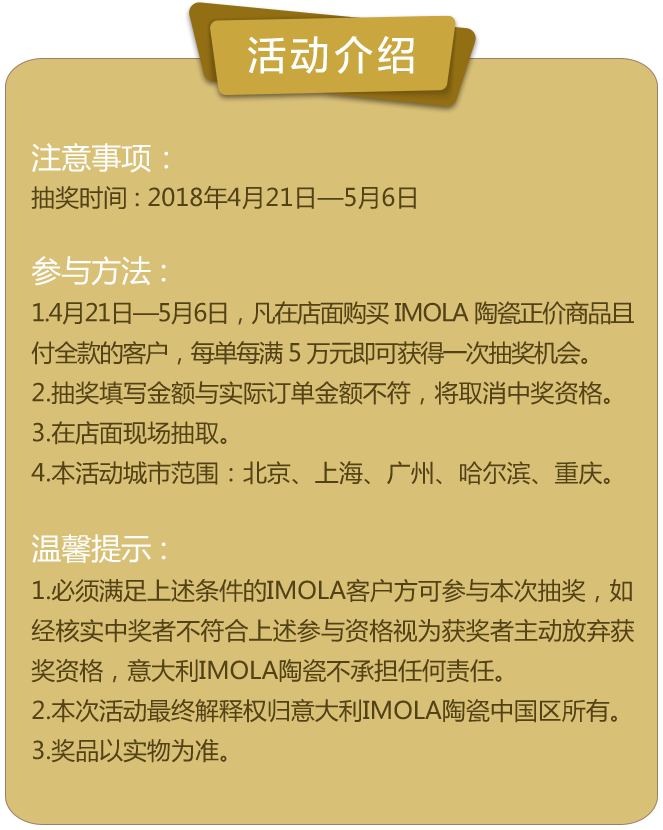 活动介绍
注意事项：
抽奖时间：2018年4月21日—5月6日
参与方法：
1.4月21日—5月6日，凡在店面购买 IMOLA 陶瓷正价商品且
付全款的客户，每单每满 5 万元即可获得一次抽奖机会。
2.抽奖填写金额与实际订单金额不符，将取消中奖资格。
3.在店面现场抽取。
4.本活动城市范围：北京、上海、广州、哈尔滨、重庆。
温馨提示：
1.必须满足上述条件的IMOLA客户方可参与本次抽奖，如
经核实中奖者不符合上述参与资格视为获奖者主动放弃获
奖资格，意大利IMOLA陶瓷不承担任何责任。
2.本次活动最终解释权归意大利IMOLA陶瓷中国区所有。
3.奖品以实物为准。